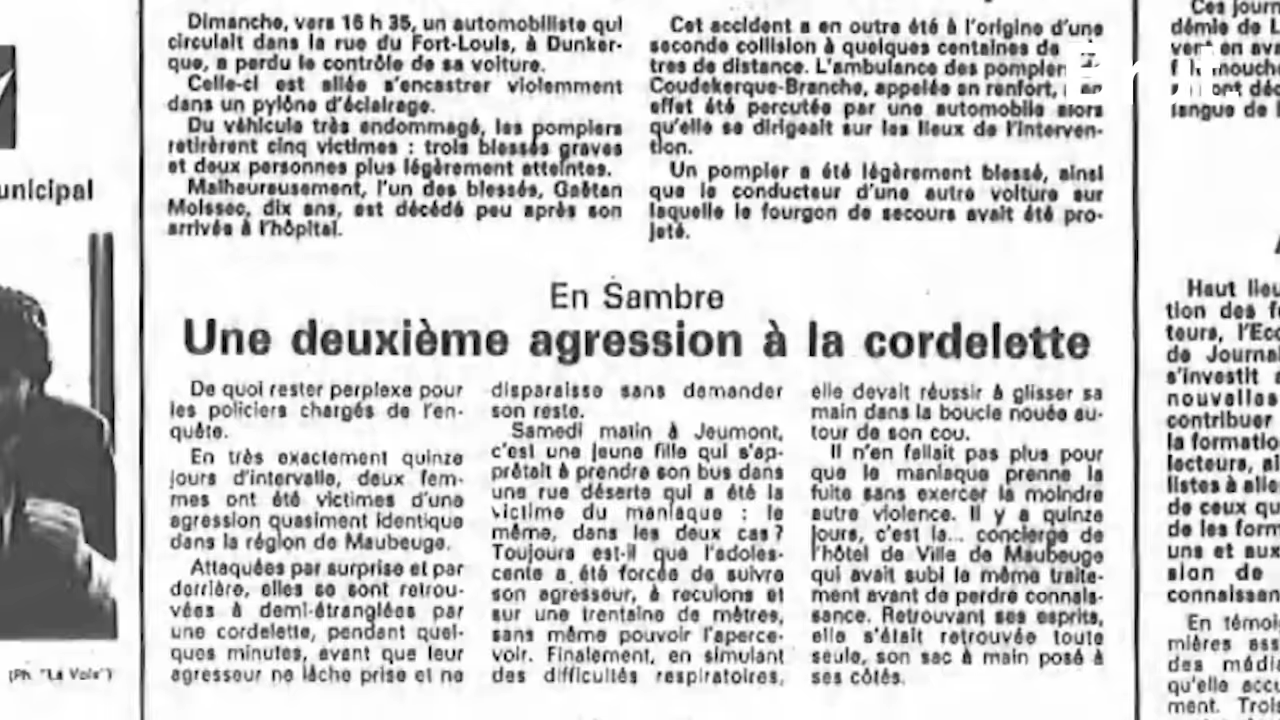 unicipal
(Ph. "La Voix")
Dimanche, vers 16 h 35, un automobiliste qui
circulait dans la rue du Fort-Louis, à Dunker-
que, a perdu le contrôle de sa voiture.
Celle-ci est allée s'encastrer violemment
dans un pylône d'éclairage.
Du véhicule très endommagé, les pompiers
retirèrent cinq victimes : trois blessés graves
et deux personnes plus légèrement atteintes.
Malheureusement, l'un des blessés, Gaëtan
Moissec, dix ans, est décédé peu après son
arrivée à l'hôpital.
Cet accident a en outre été à l'origine d'une
seconde collision à quelques centaines de
tres de distance. L'ambulance des pompier
Coudekerque-Branche, appelée en renfort,
effet été percutée par une automobile alors
qu'elle se dirigeait sur les lieux de l'interven-
tion.
Un pompier a été légèrement blessé, ainsi
que le conducteur d'une autre voiture sur
laquelle le fourgon de secours avait été pro-
jeté.
En Sambre
Une deuxième agression à la cordelette
De quoi rester perplexe pour
les policiers chargés de l'en-
quête.
En très exactement quinze
jours d'intervalle, deux fem-
mes ont été victimes d'une
agression quasiment identique
dans la région de Maubeuge.
Attaquées par surprise et par
derrière, elles se sont retrou-
vées à demi-étranglées par
une cordelette, pendant quel-
ques minutes, avant que leur
agresseur ne lâche prise et ne
disparaisse sans demander
son reste.
Samedi matin à Jeumont,
c'est une jeune fille qui s'ap-
prêtait à prendre son bus dans
une rue déserte qui a été la
victime du maniaque : le
même, dans les deux cas ?
Toujours est-il que l'adoles-
cente a été forcée de suivre
son agresseur, à reculons et
sur une trentaine de mètres,
sans même pouvoir l'aperce-
voir. Finalement, en simulant
des difficultés respiratoires,
elle devait réussir à glisser sa
main dans la boucle nouée au-
tour de son cou.
Il n'en fallait pas plus pour
que le maniaque prenne la
fuite sans exercer la moindre
autre violence. Il y a quinze
jours, c'est la... concierge de
l'hôtel de Ville de Maubeuge
qui avait subi le même traite-
ment avant de perdre connais-
sance. Retrouvant ses esprits,
elle s'était retrouvée toute
seule, son sac à main posé à
ses côtés.
Ces journ
démie de L
vent en av
mouche
ont déc
langue de
Haut lieu
tion des f
teurs, l'Eco
de Journal
s'investit
nouvelles
contribuer
la formatio
lecteurs, ai
listes à alle
de ceux qu
de les form
uns et aux
sion de
connaissan
En témoi
mières ass
des média
qu'elle accu
ment. Trois